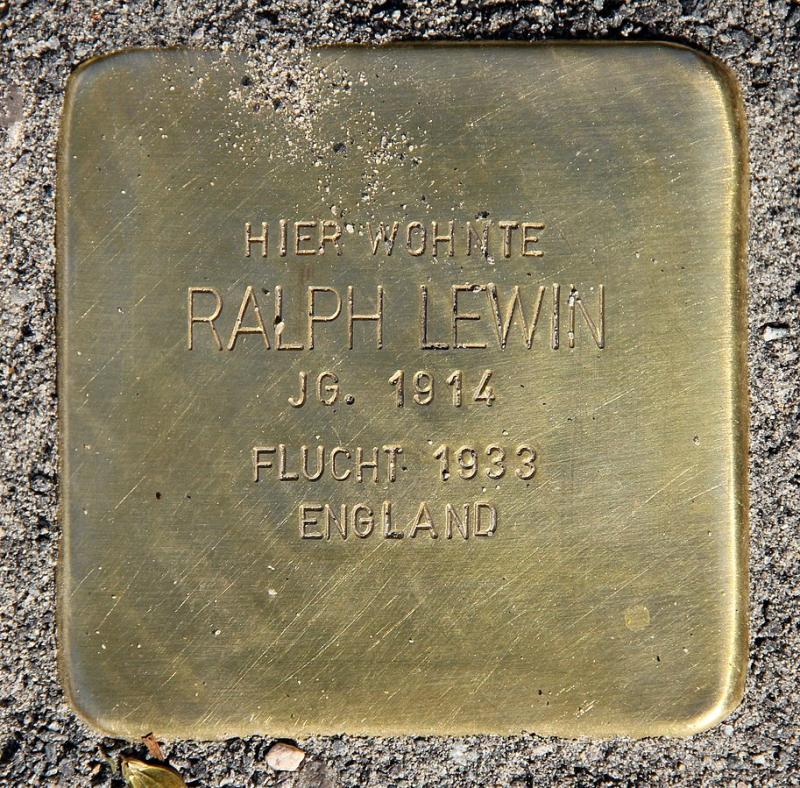 HIER WOHNTE
RALPH LEWIN
JG. 1914
FLUCHT 1933
ENGLAND